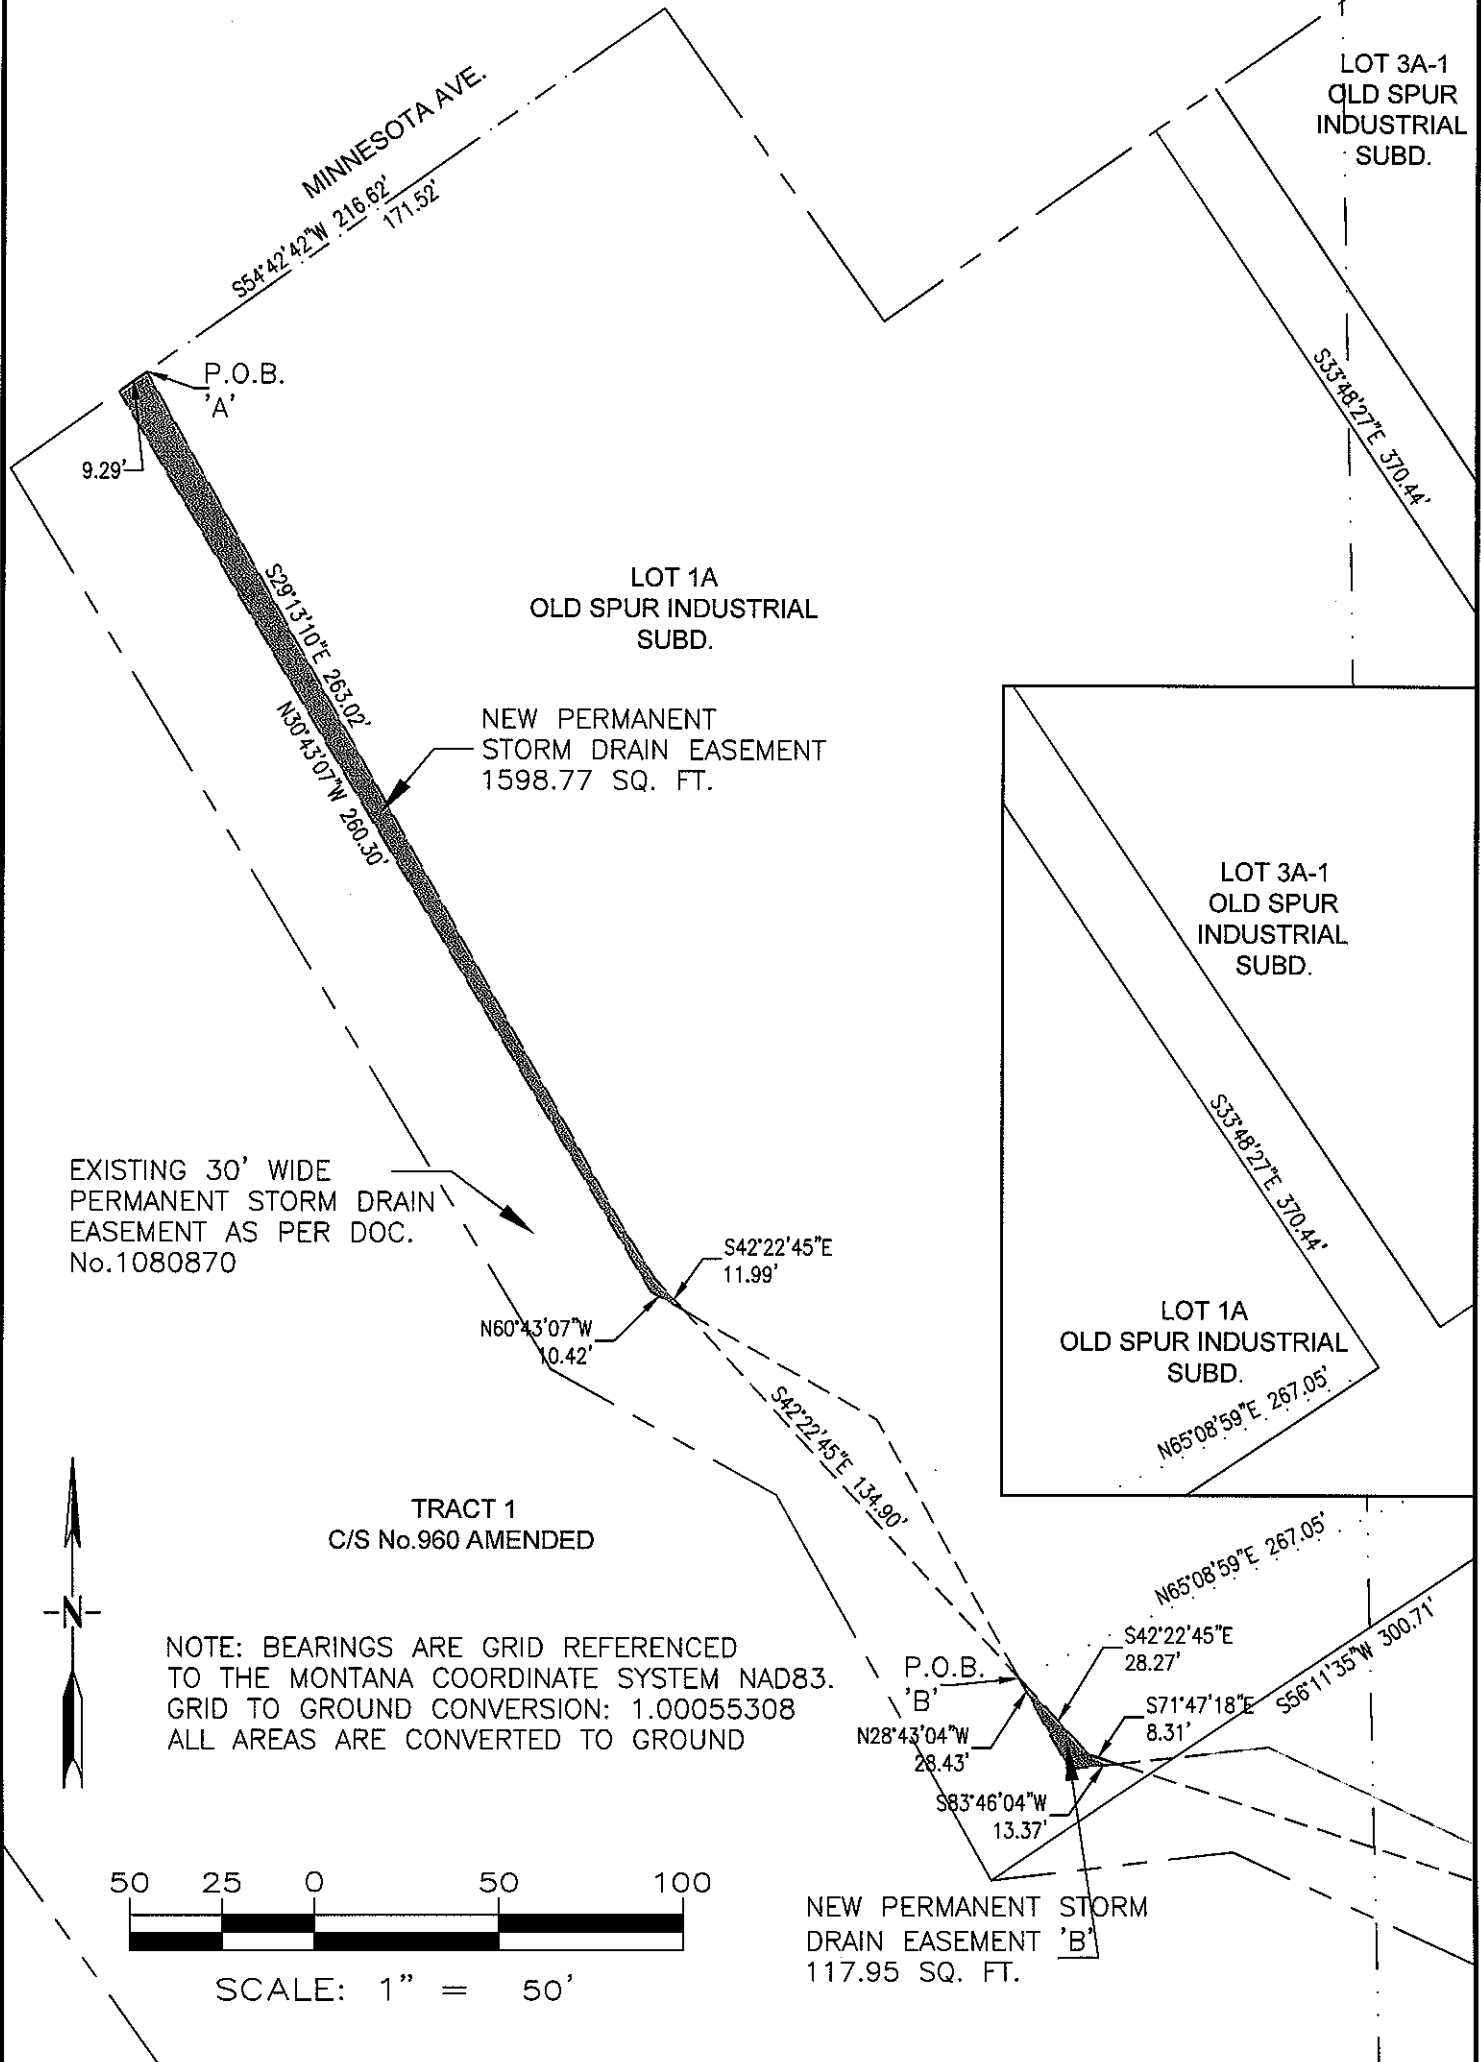 LOT 3A-1
OLD SPUR
INDUSTRIAL
SUBD.
MINNESOTA AVE.
S54°42'42"W 216.62'
171.52'
P.O.B.
'A'
9.29'
S33°48'27"E 370.44'
S29°13'10"E 263.02'
N30°43'07"W 260.30'
LOT 1A
OLD SPUR INDUSTRIAL
SUBD.
NEW PERMANENT
STORM DRAIN EASEMENT
1598.77 SQ. FT.
LOT 3A-1
OLD SPUR
INDUSTRIAL
SUBD.
S33°48'27"E 370.44'
LOT 1A
OLD SPUR INDUSTRIAL
SUBD.
N65°08'59"E 267.05'
EXISTING 30' WIDE
PERMANENT STORM DRAIN
EASEMENT AS PER DOC.
No.1080870
S42°22'45"E
11.99'
N60°43'07"W
10.42'
S42°22'45"E 134.90'
TRACT 1
C/S No.960 AMENDED
N
NOTE: BEARINGS ARE GRID REFERENCED
TO THE MONTANA COORDINATE SYSTEM NAD83.
GRID TO GROUND CONVERSION: 1.00055308
ALL AREAS ARE CONVERTED TO GROUND
N65°08'59"E 267.05'
S42°22'45"E
28.27'
P.O.B.
'B'
S71°47'18"E
8.31'
S56°11'35"W 300.71'
N28°43'04"W
28.43'
S83°46'04"W
13.37'
NEW PERMANENT STORM
DRAIN EASEMENT 'B'
117.95 SQ. FT.
50 25 0 50 100
SCALE: 1" = 50'